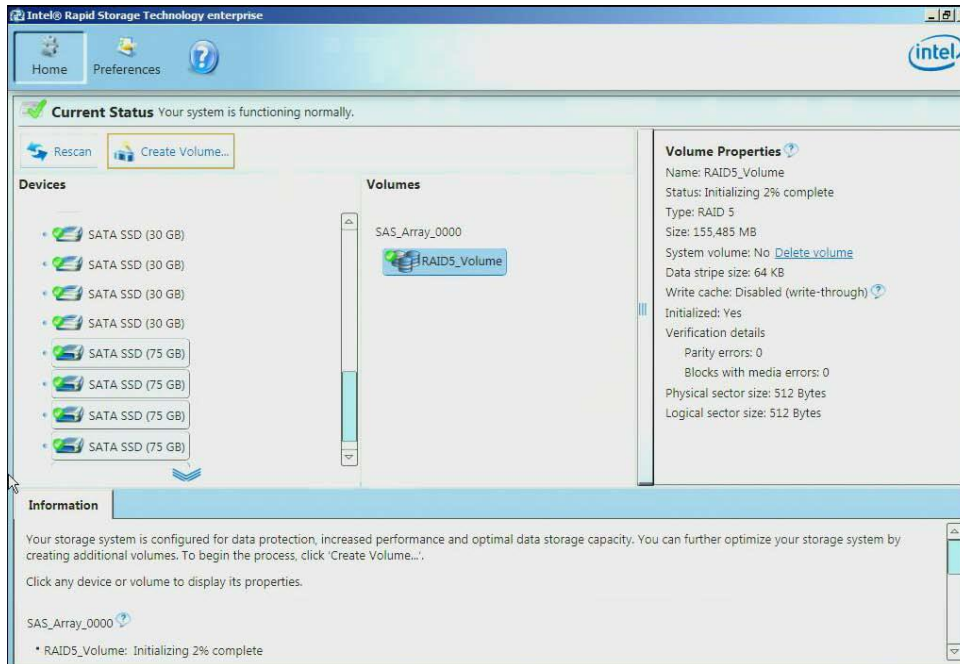 Intel® Rapid Storage Technology enterprise
Home
Preferences
intel
Current Status Your system is functioning normally.
Rescan
Create Volume...
Devices
SATA SSD (30 GB)
SATA SSD (30 GB)
SATA SSD (30 GB)
SATA SSD (30 GB)
SATA SSD (75 GB)
SATA SSD (75 GB)
SATA SSD (75 GB)
SATA SSD (75 GB)
Volumes
SAS_Array_0000
RAID5_Volume
Volume Properties
Name: RAID5_Volume
Status: Initializing 2% complete
Type: RAID 5
Size: 155,485 MB
System volume: No Delete volume
Data stripe size: 64 KB
Write cache: Disabled (write-through)
Initialized: Yes
Verification details
Parity errors: 0
Blocks with media errors: 0
Physical sector size: 512 Bytes
Logical sector size: 512 Bytes
Information
Your storage system is configured for data protection, increased performance and optimal data storage capacity. You can further optimize your storage system by
creating additional volumes. To begin the process, click 'Create Volume...'.
Click any device or volume to display its properties.
SAS_Array_0000
• RAID5_Volume: Initializing 2% complete